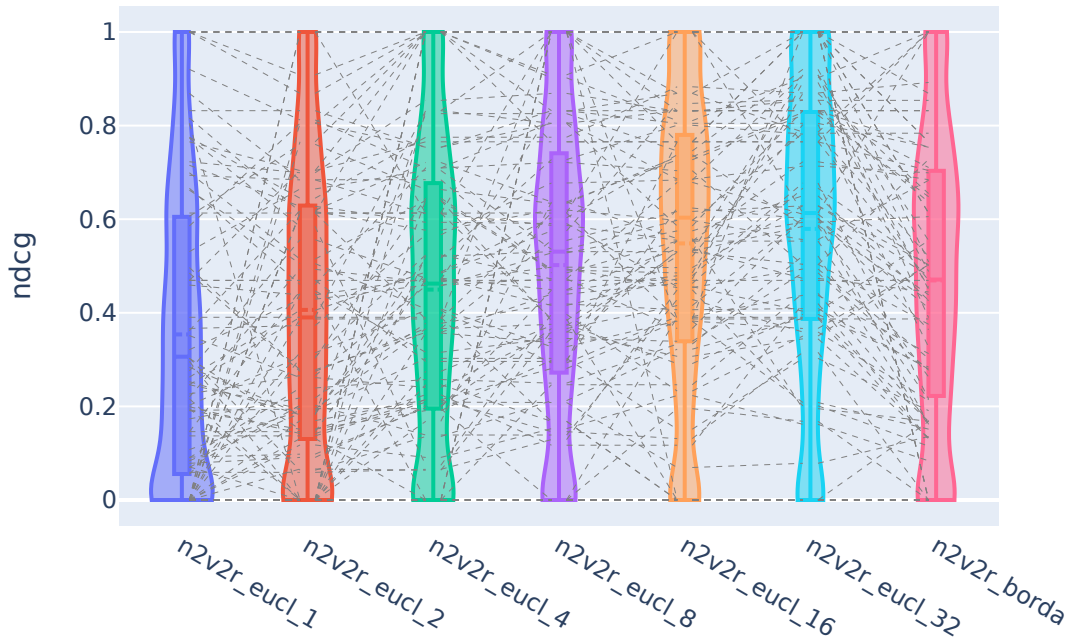 ndcg
1
0.8
0.6
0.4
0.2
0
n2v2r_eucl_1
n2v2r_eucl_2
n2v2r_eucl_4
n2v2r_eucl_8
n2v2r_eucl_16
n2v2r_eucl_32
n2v2r_borda